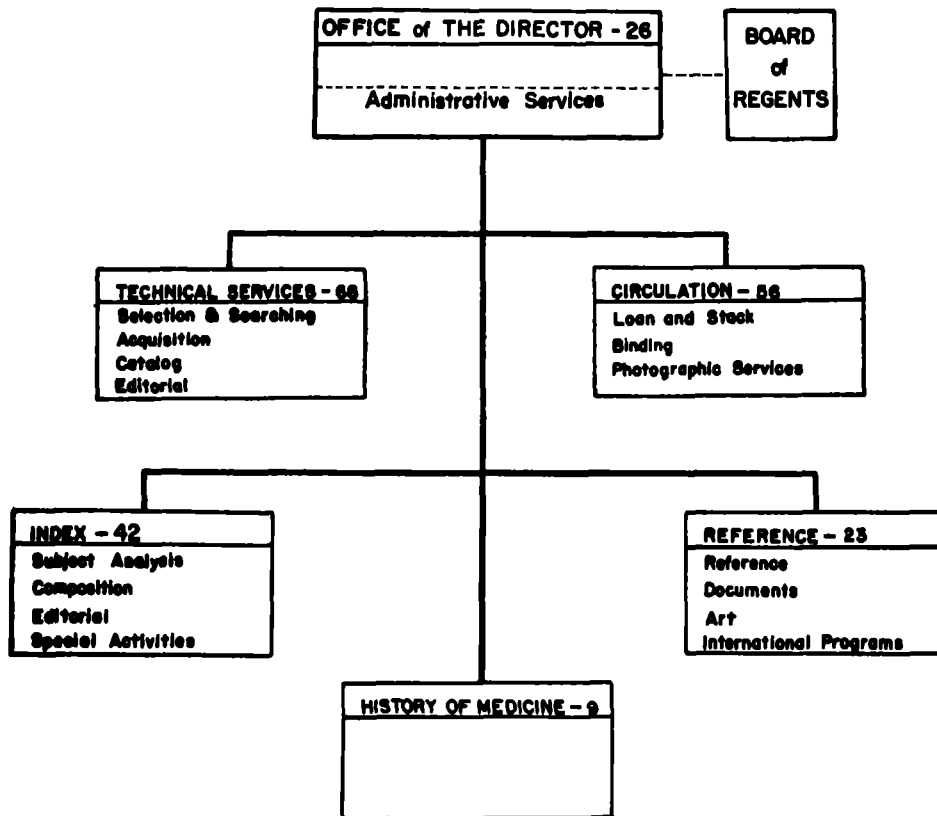 OFFICE of THE DIRECTOR - 26
Administrative Services
BOARD
of
REGENTS
TECHNICAL SERVICES - 66
Selection & Searching
Acquisition
Catalog
Editorial
CIRCULATION - 56
Loan and Stack
Binding
Photographic Services
INDEX - 42
Subject Analysis
Composition
Editorial
Special Activities
REFERENCE - 23
Reference
Documents
Art
International Programs
HISTORY OF MEDICINE - 9